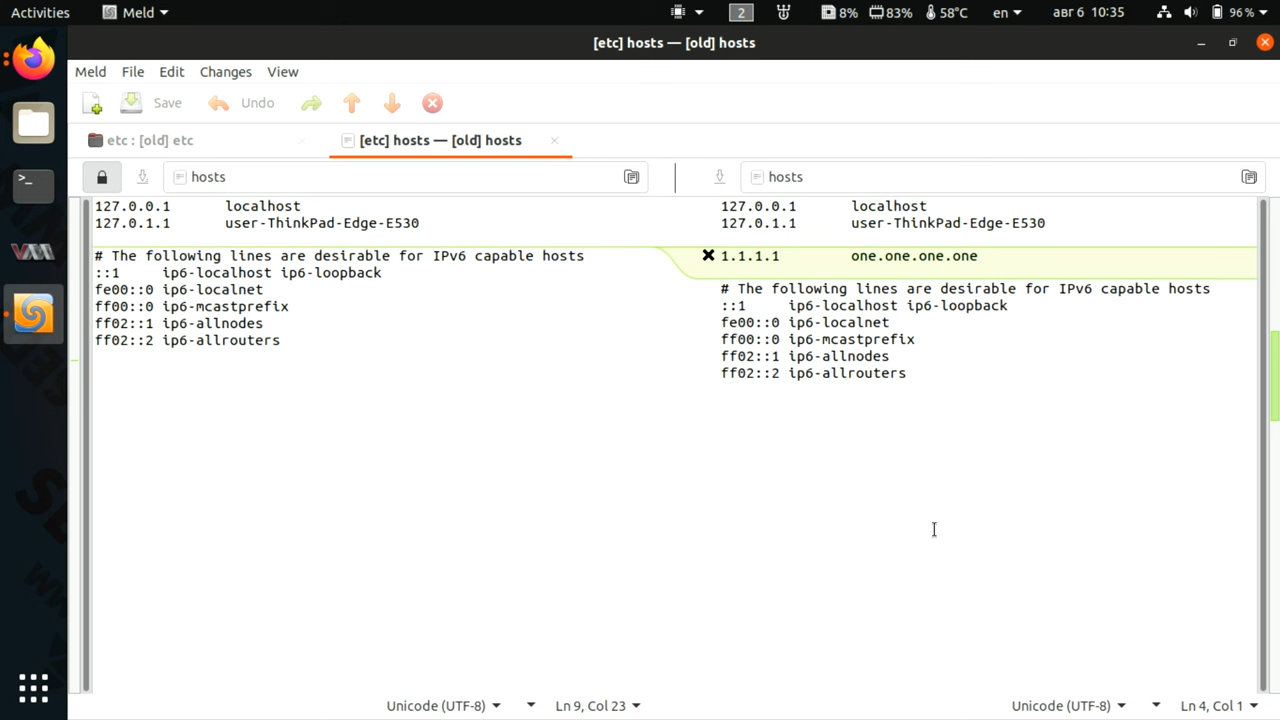 Activities Meld 2 8% 83% 58°C en авг 6 10:35 96%
[etc] hosts — [old] hosts
Meld File Edit Changes View
Save Undo
etc : [old] etc [etc] hosts — [old] hosts
hosts hosts
127.0.0.1 localhost
127.0.1.1 user-ThinkPad-Edge-E530
# The following lines are desirable for IPv6 capable hosts
::1 ip6-localhost ip6-loopback
fe00::0 ip6-localnet
ff00::0 ip6-mcastprefix
ff02::1 ip6-allnodes
ff02::2 ip6-allrouters
127.0.0.1 localhost
127.0.1.1 user-ThinkPad-Edge-E530
1.1.1.1 one.one.one.one
# The following lines are desirable for IPv6 capable hosts
::1 ip6-localhost ip6-loopback
fe00::0 ip6-localnet
ff00::0 ip6-mcastprefix
ff02::1 ip6-allnodes
ff02::2 ip6-allrouters
Unicode (UTF-8) Ln 9, Col 23 Unicode (UTF-8) Ln 4, Col 1